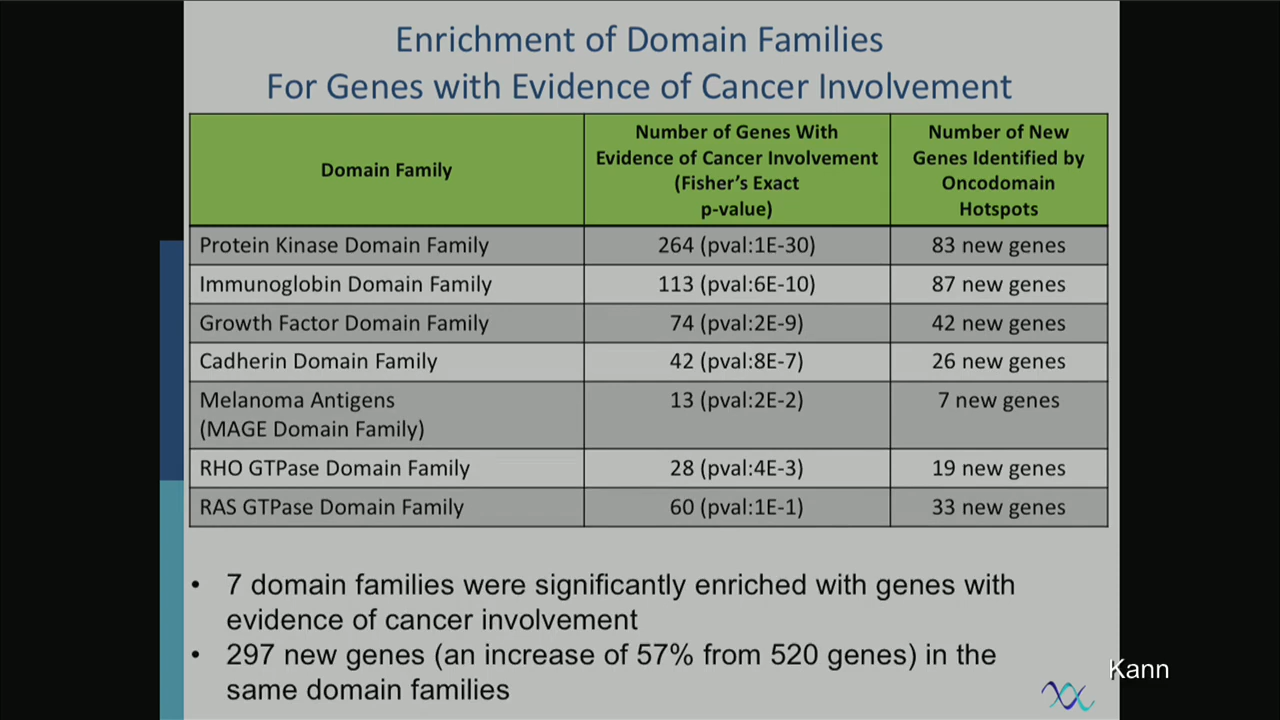 Enrichment of Domain Families
For Genes with Evidence of Cancer Involvement
Domain Family
Number of Genes With
Evidence of Cancer Involvement
(Fisher's Exact
p-value)
Number of New
Genes Identified by
Oncodomain
Hotspots
Protein Kinase Domain Family 264 (pval:1E-30) 83 new genes
Immunoglobin Domain Family 113 (pval:6E-10) 87 new genes
Growth Factor Domain Family 74 (pval:2E-9) 42 new genes
Cadherin Domain Family 42 (pval:8E-7) 26 new genes
Melanoma Antigens 13 (pval:2E-2) 7 new genes
(MAGE Domain Family)
RHO GTPase Domain Family 28 (pval:4E-3) 19 new genes
RAS GTPase Domain Family 60 (pval:1E-1) 33 new genes
• 7 domain families were significantly enriched with genes with
evidence of cancer involvement
• 297 new genes (an increase of 57% from 520 genes) in the
same domain families
Kann